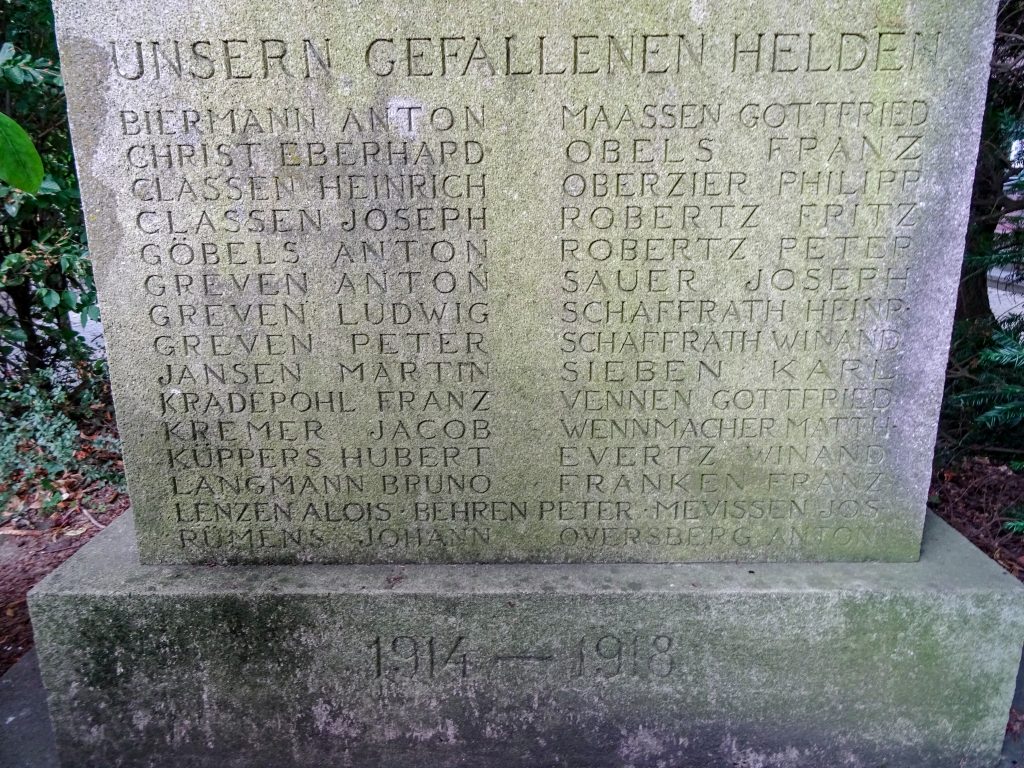 UNSERN GEFALLENEN HELDEN
BIERMANN ANTON MAASSEN GOTTFRIED
CHRIST EBERHARD OBELS FRANZ
CLASSEN HEINRICH OBERZIER PHILIPP
CLASSEN JOSEPH ROBERTZ FRITZ
GÖBELS ANTON ROBERTZ PETER
GREVEN ANTON SAUER JOSEPH
GREVEN LUDWIG SCHAFFRATH HEINR·
GREVEN PETER SCHAFFRATH WINAND
JANSEN MARTIN SIEBEN KARL
KRADEPOHL FRANZ VENNEN GOTTFRIED
KREMER JACOB WENNMACHER MATTH·
KÜPPERS HUBERT EVERTZ WINAND
LANGMANN BRUNO FRANKEN FRANZ
LENZEN ALOIS · BEHREN PETER · MEVISSEN JOS·
RÜMENS JOHANN OVERSBERG ANTON
1914 — 1918